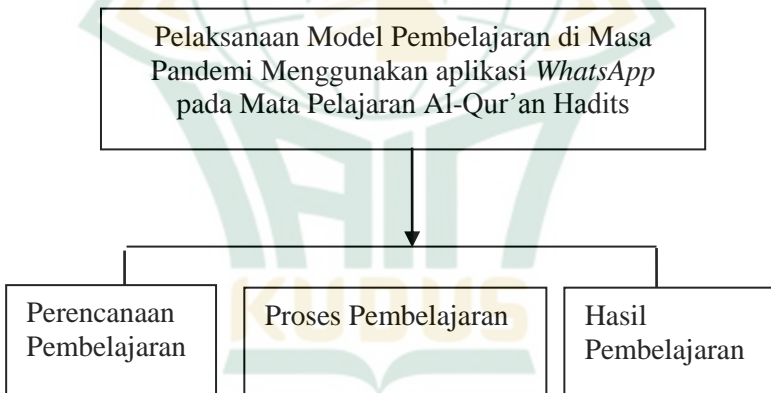 Pelaksanaan Model Pembelajaran di Masa
Pandemi Menggunakan aplikasi WhatsApp
pada Mata Pelajaran Al-Qur’an Hadits
Perencanaan
Pembelajaran
Proses Pembelajaran
Hasil
Pembelajaran
IAIN
KUDUS